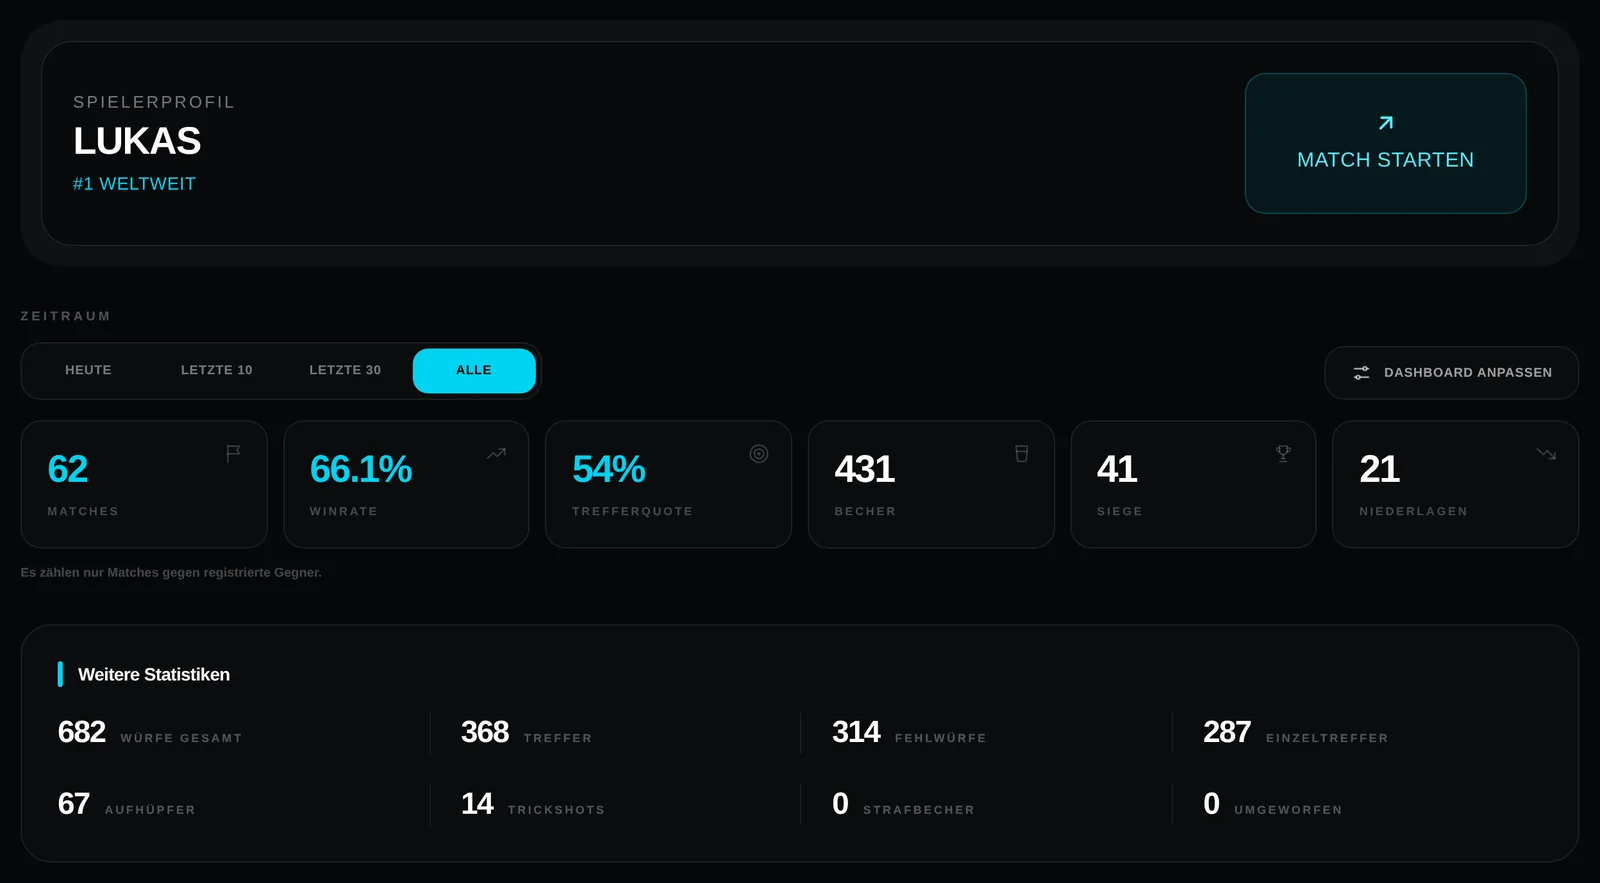 SPIELERPROFIL
LUKAS
#1 WELTWEIT
MATCH STARTEN
ZEITRAUM
HEUTE LETZTE 10 LETZTE 30 ALLE
DASHBOARD ANPASSEN
62 66.1% 54% 431 41 21
MATCHES WINRATE TREFFERQUOTE BECHER SIEGE NIEDERLAGEN
Es zählen nur Matches gegen registrierte Gegner.
Weitere Statistiken
682 WÜRFE GESAMT 368 TREFFER 314 FEHLWÜRFE 287 EINZELTREFFER
67 AUFHÜPFER 14 TRICKSHOTS 0 STRAFBECHER 0 UMGEWORFEN